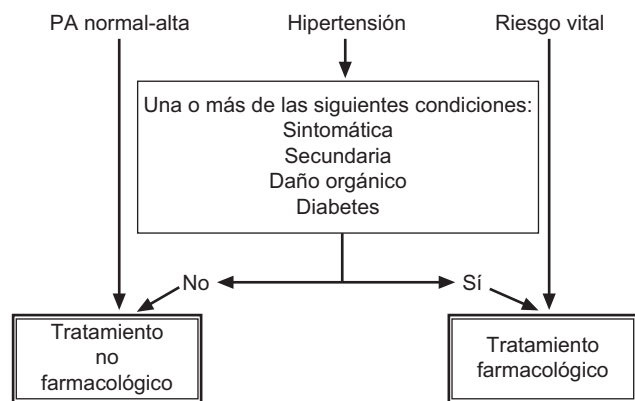 PA normal-alta
Hipertensión
Riesgo vital
Una o más de las siguientes condiciones:
Sintomática
Secundaria
Daño orgánico
Diabetes
No
Sí
Tratamiento
no
farmacológico
Tratamiento
farmacológico